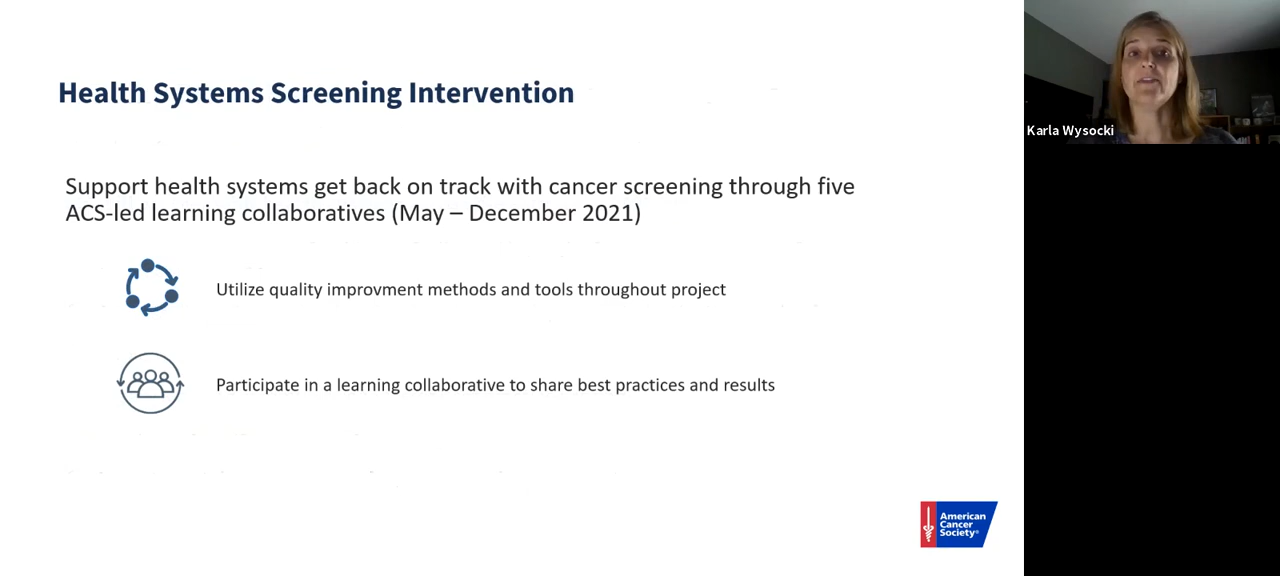 Health Systems Screening Intervention
Support health systems get back on track with cancer screening through five
ACS-led learning collaboratives (May – December 2021)
Utilize quality improvment methods and tools throughout project
Participate in a learning collaborative to share best practices and results
American
Cancer
Society®
Karla Wysocki